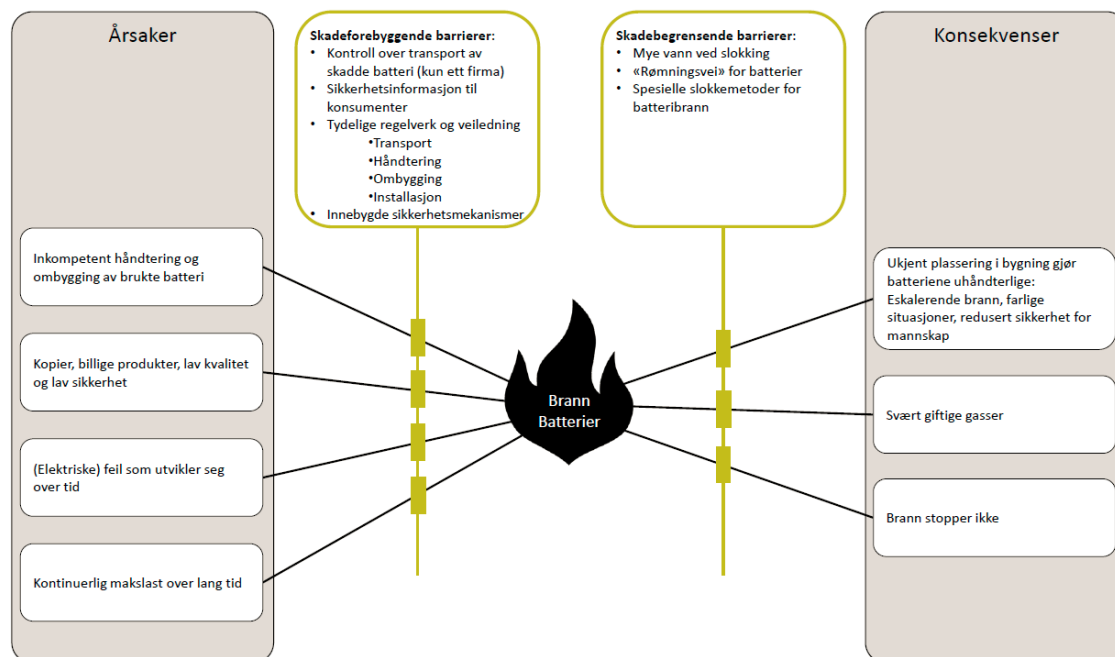 Årsaker
Inkompetent håndtering og
ombygging av brukte batteri
Kopier, billige produkter, lav kvalitet
og lav sikkerhet
(Elektriske) feil som utvikler seg
over tid
Kontinuerlig makslast over lang tid
Skadeforebyggende barrierer:
• Kontroll over transport av
skadde batteri (kun ett firma)
• Sikkerhetsinformasjon til
konsumenter
• Tydelige regelverk og veiledning
•Transport
•Håndtering
•Ombygging
•Installasjon
• Innebygde sikkerhetsmekanismer
Brann
Batterier
Skadebegrensende barrierer:
• Mye vann ved slokking
• «Rømningsvei» for batterier
• Spesielle slokkemetoder for
batteribrann
Konsekvenser
Ukjent plassering i bygning gjør
batteriene uhåndterlige:
Eskalerende brann, farlige
situasjoner, redusert sikkerhet for
mannskap
Svært giftige gasser
Brann stopper ikke